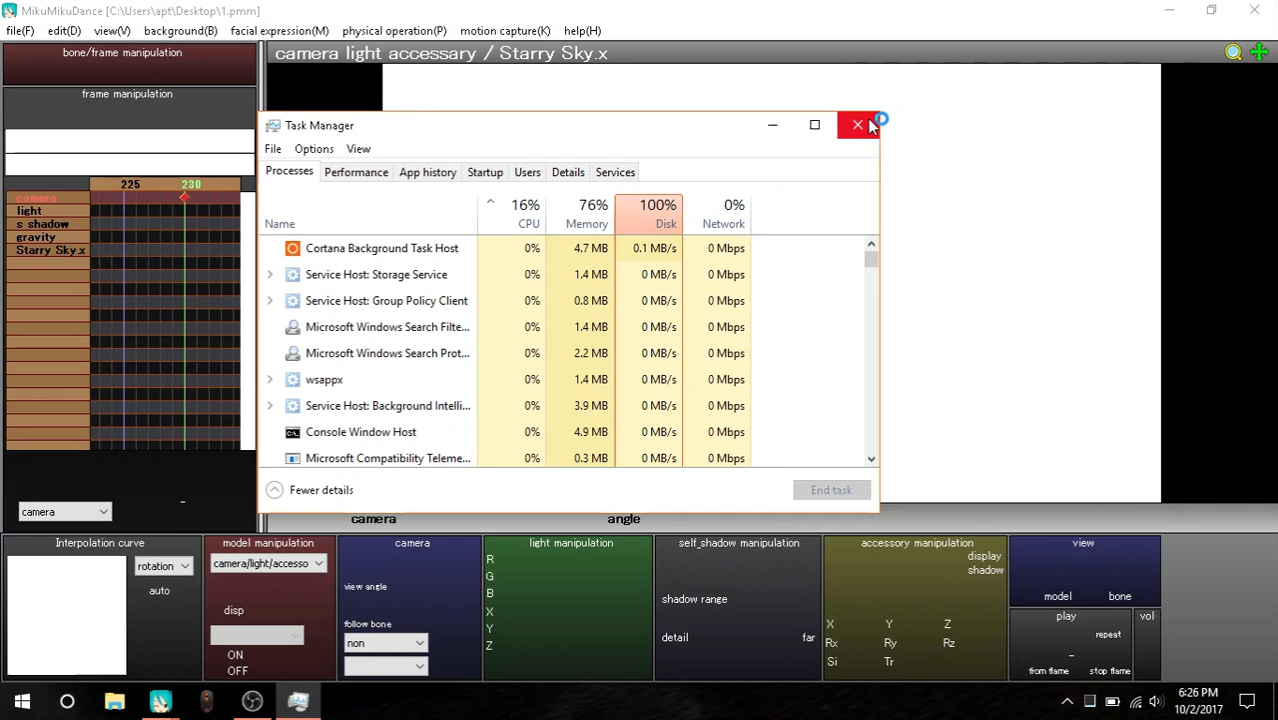 MikuMikuDance [C:\Users\apt\Desktop\1.pmm]
file(F) edit(D) view(V) background(B) facial expression(M) physical operation(P) motion capture(K) help(H)
bone/frame manipulation
camera light accessary / Starry Sky.x
frame manipulation
225 230
camera
light
s shadow
gravity
Starry Sky.x
camera
Task Manager
File Options View
Processes Performance App history Startup Users Details Services
16% 76% 100% 0%
Name CPU Memory Disk Network
Cortana Background Task Host 0% 4.7 MB 0.1 MB/s 0 Mbps
Service Host: Storage Service 0% 1.4 MB 0 MB/s 0 Mbps
Service Host: Group Policy Client 0% 0.8 MB 0 MB/s 0 Mbps
Microsoft Windows Search Filte... 0% 1.4 MB 0 MB/s 0 Mbps
Microsoft Windows Search Prot... 0% 2.2 MB 0 MB/s 0 Mbps
wsappx 0% 1.4 MB 0 MB/s 0 Mbps
Service Host: Background Intelli... 0% 3.9 MB 0 MB/s 0 Mbps
Console Window Host 0% 4.9 MB 0 MB/s 0 Mbps
Microsoft Compatibility Teleme... 0% 0.3 MB 0 MB/s 0 Mbps
Fewer details End task
camera angle
Interpolation curve
rotation
auto
model manipulation
camera/light/accesso
disp
ON
OFF
camera
view angle
follow bone
non
light manipulation
R
G
B
X
Y
Z
self_shadow manipulation
shadow range
detail far
accessory manipulation
display
shadow
X Y Z
Rx Ry Rz
Si Tr
view
model bone
play
repeat
-
from flame stop flame
vol
6:26 PM
10/2/2017